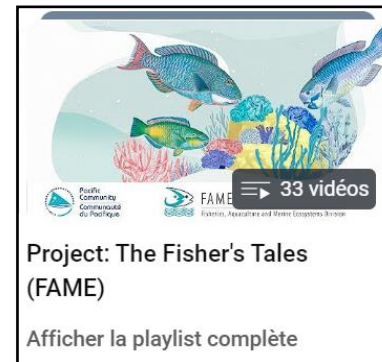 Pacific
Community
Communauté
du Pacifique
FAME
Fisheries, Aquaculture and Marine Ecosystems Division
33 vidéos
Project: The Fisher's Tales
(FAME)
Afficher la playlist complète